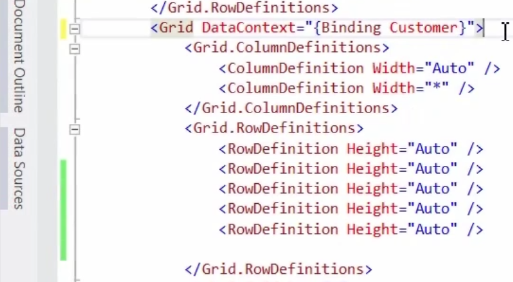 Document Outline
Data Sources
</Grid.RowDefinitions>
<Grid DataContext="{Binding Customer}">
<Grid.ColumnDefinitions>
<ColumnDefinition Width="Auto" />
<ColumnDefinition Width="*" />
</Grid.ColumnDefinitions>
<Grid.RowDefinitions>
<RowDefinition Height="Auto" />
<RowDefinition Height="Auto" />
<RowDefinition Height="Auto" />
<RowDefinition Height="Auto" />
<RowDefinition Height="Auto" />
</Grid.RowDefinitions>